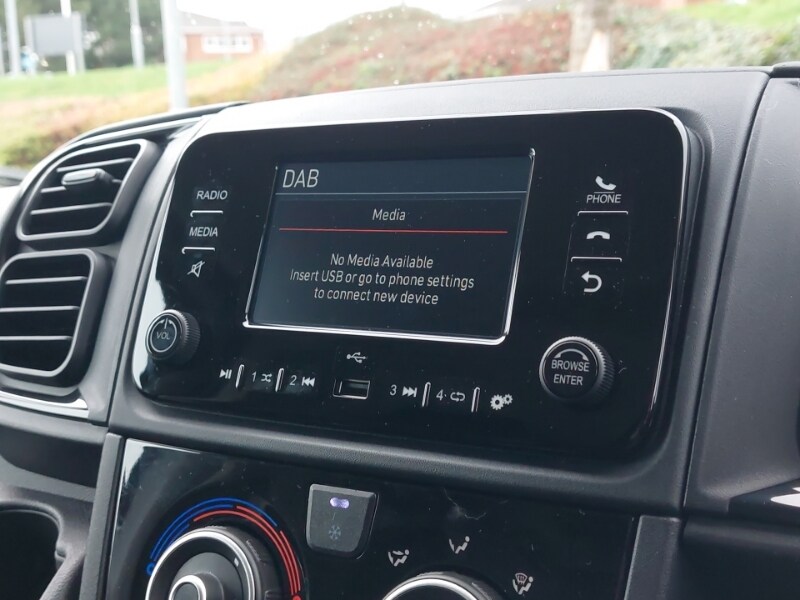 DAB
RADIO
MEDIA
Media
No Media Available
Insert USB or go to phone settings
to connect new device
PHONE
VOL
1
2
3
4
BROWSE
ENTER